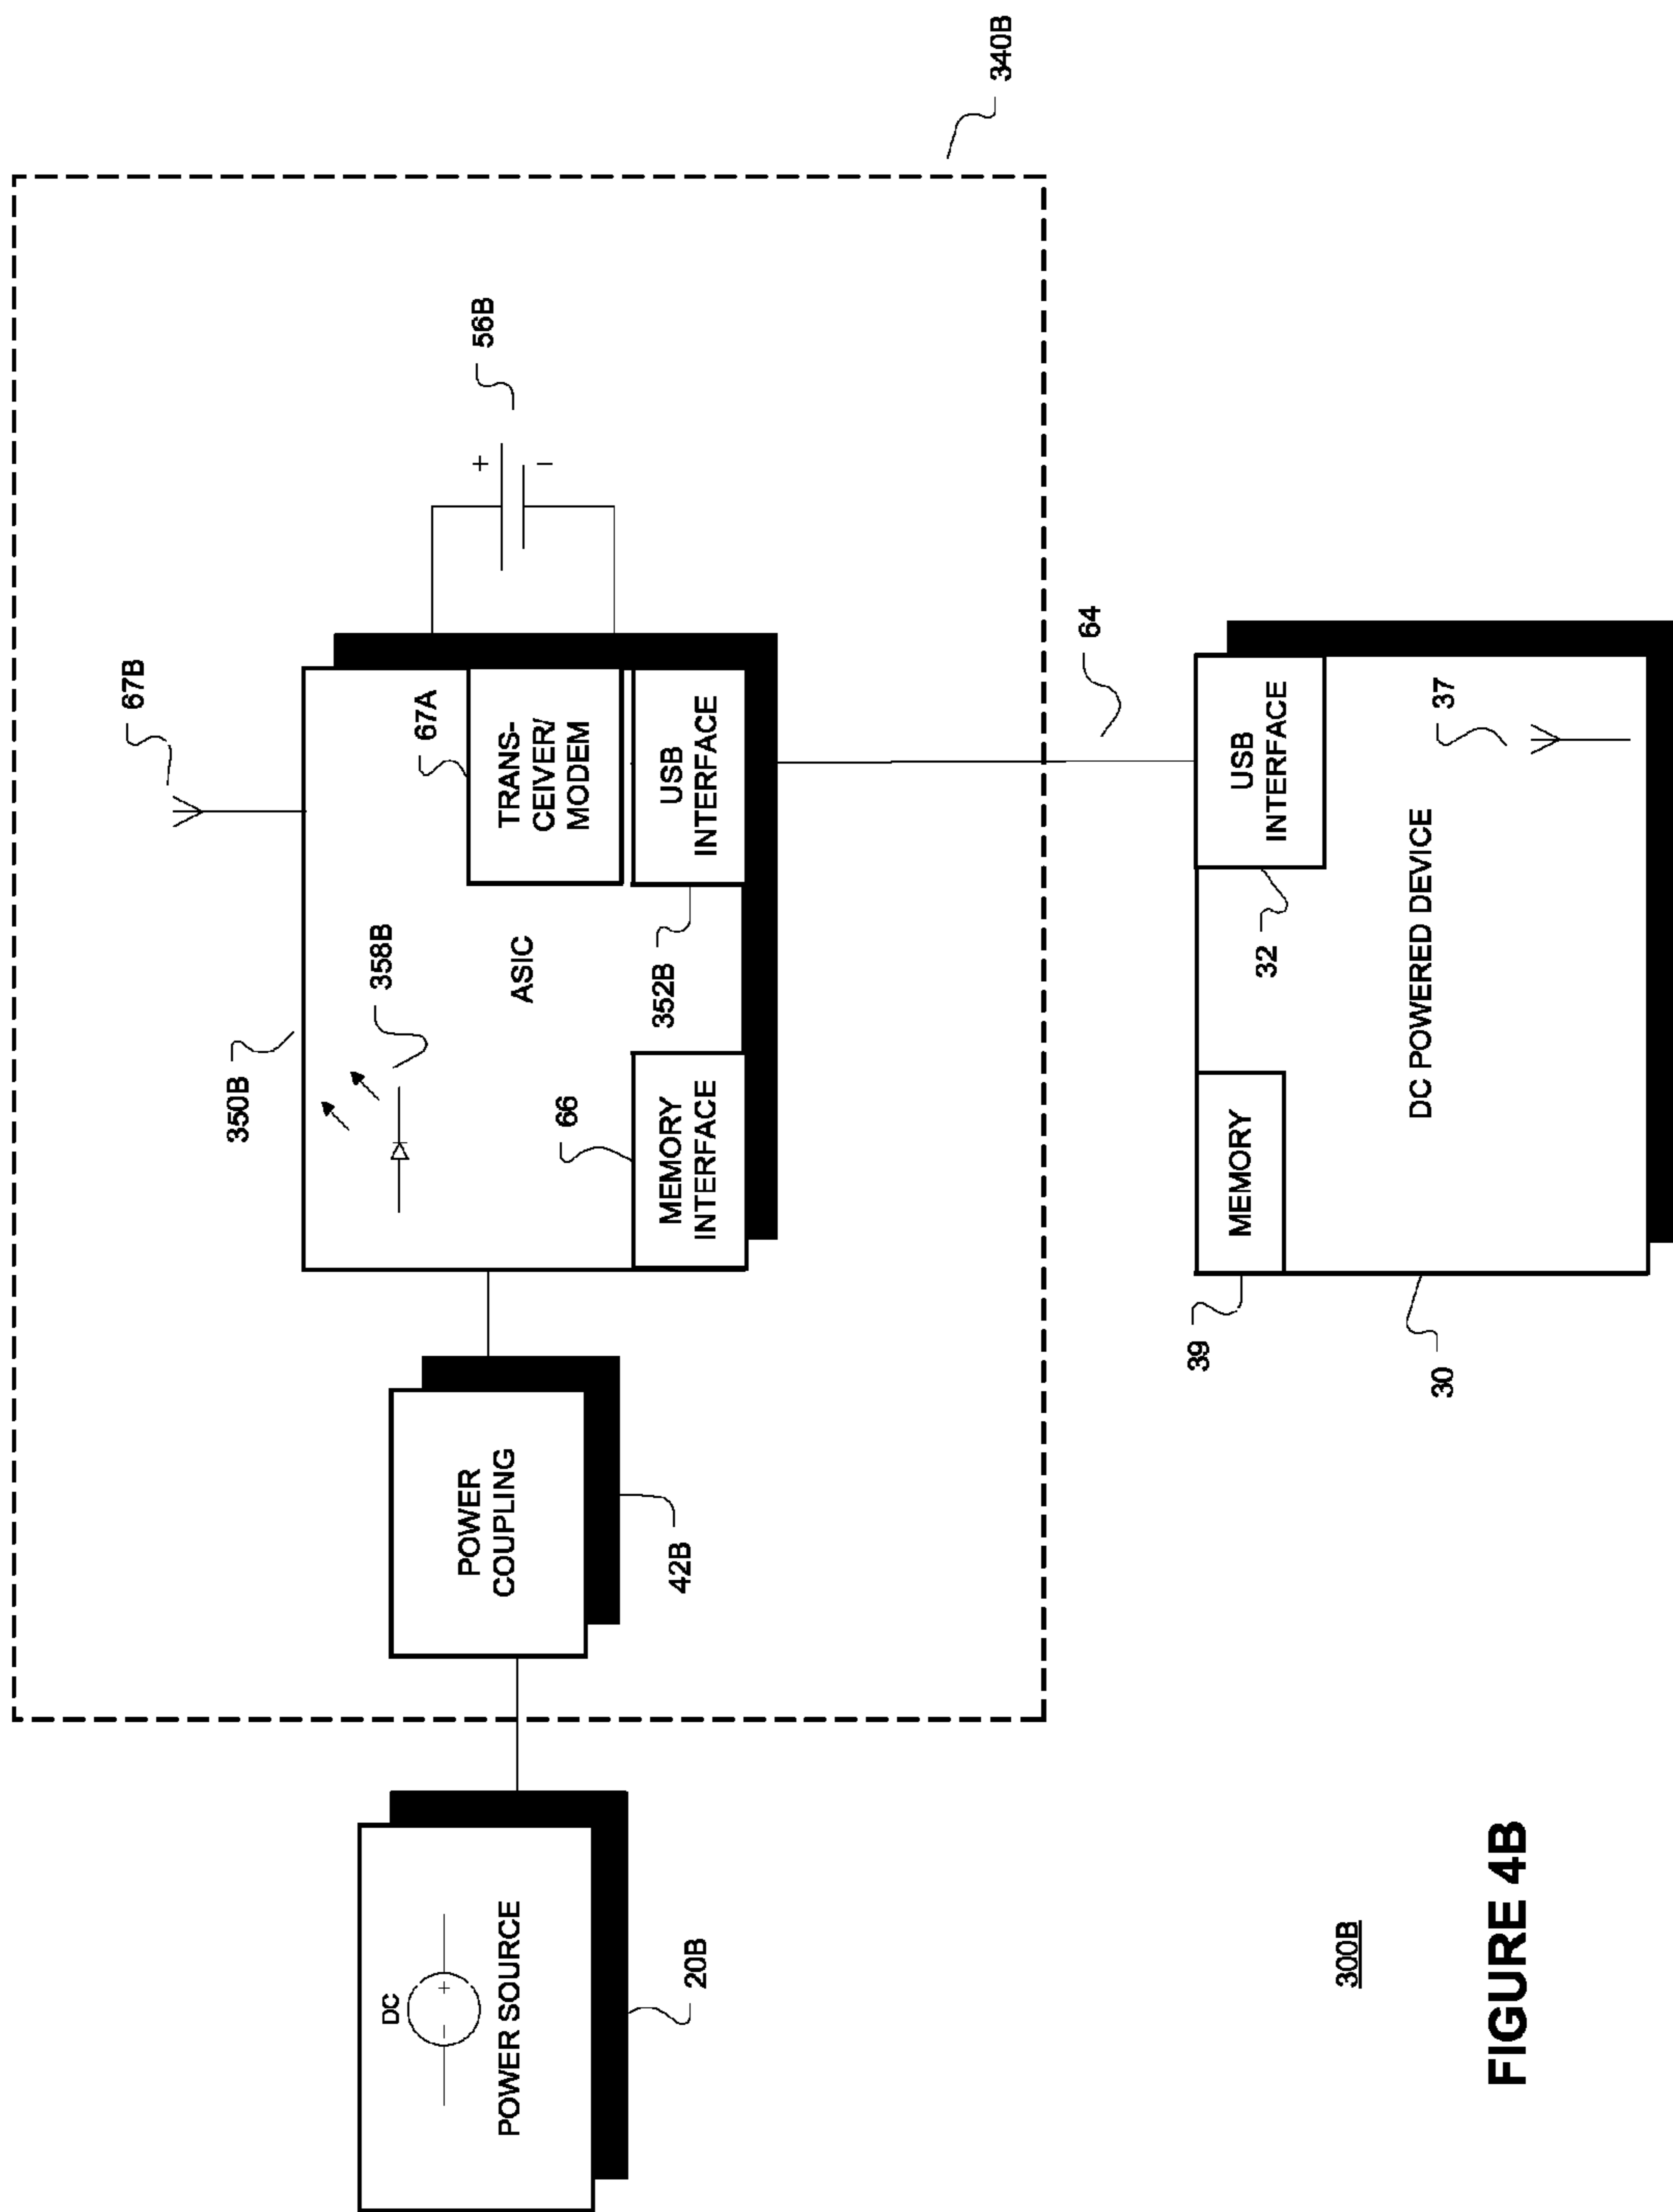 67B
350B
358B
DC
− +
POWER SOURCE
20B
POWER
COUPLING
42B
67A
TRANS-
CEIVER/
MODEM
ASIC
56B
+
−
66
MEMORY
INTERFACE
352B
USB
INTERFACE
340B
64
39
MEMORY
USB
INTERFACE
32
DC POWERED DEVICE
37
30
300B
FIGURE 4B